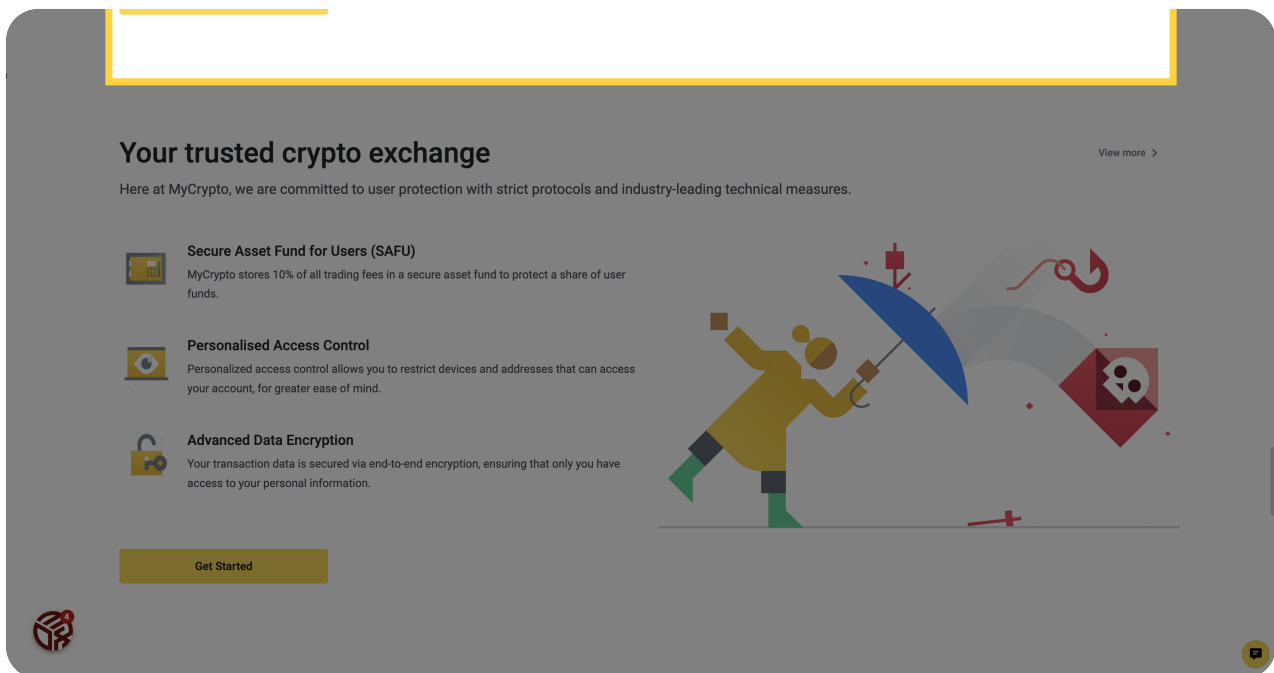 Your trusted crypto exchange
View more
Here at MyCrypto, we are committed to user protection with strict protocols and industry-leading technical measures.
Secure Asset Fund for Users (SAFU)
MyCrypto stores 10% of all trading fees in a secure asset fund to protect a share of user
funds.
Personalised Access Control
Personalized access control allows you to restrict devices and addresses that can access
your account, for greater ease of mind.
Advanced Data Encryption
Your transaction data is secured via end-to-end encryption, ensuring that only you have
access to your personal information.
Get Started
4